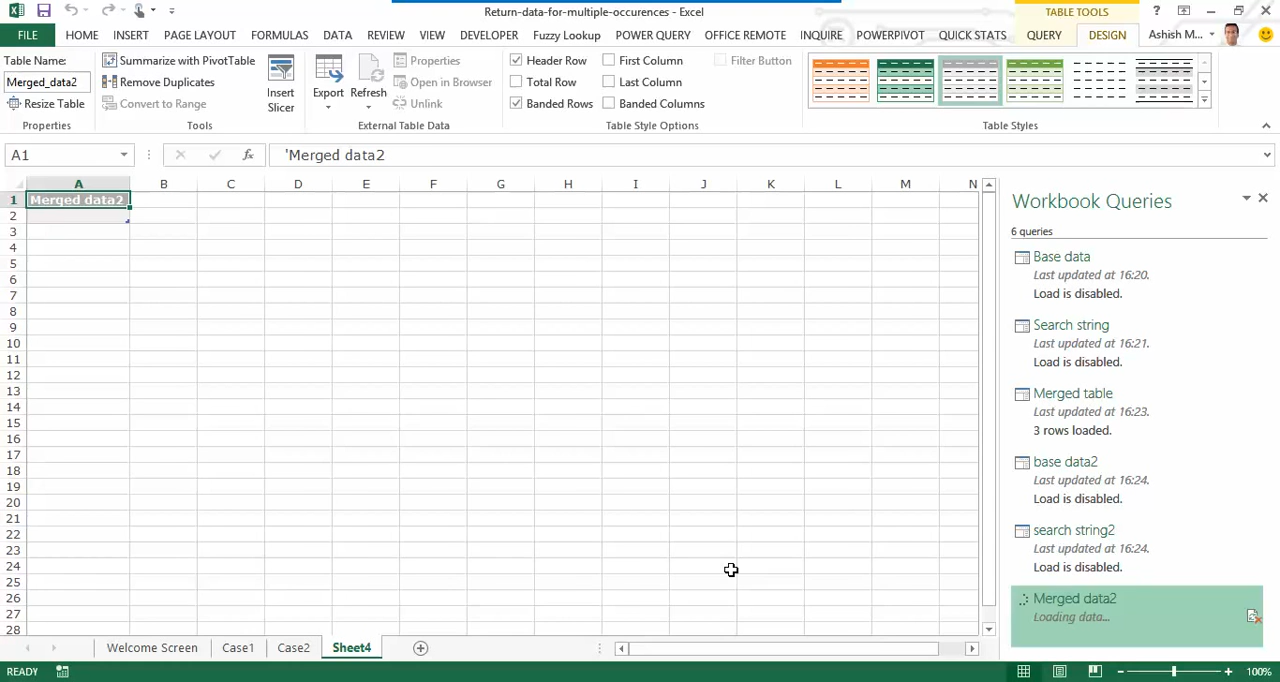 Return-data-for-multiple-occurences - Excel
TABLE TOOLS
?
FILE HOME INSERT PAGE LAYOUT FORMULAS DATA REVIEW VIEW DEVELOPER Fuzzy Lookup POWER QUERY OFFICE REMOTE INQUIRE POWERPIVOT QUICK STATS QUERY DESIGN Ashish M...
Table Name:
Merged_data2
Resize Table
Properties
Summarize with PivotTable
Remove Duplicates
Convert to Range
Tools
Insert
Slicer
Export
Refresh
Properties
Open in Browser
Unlink
External Table Data
Header Row
Total Row
Banded Rows
First Column
Last Column
Banded Columns
Filter Button
Table Style Options
Table Styles
A1
fx
'Merged data2
A B C D E F G H I J K L M N
1 Merged data2
2
3
4
5
6
7
8
9
10
11
12
13
14
15
16
17
18
19
20
21
22
23
24
25
26
27
28
Workbook Queries
6 queries
Base data
Last updated at 16:20.
Load is disabled.
Search string
Last updated at 16:21.
Load is disabled.
Merged table
Last updated at 16:23.
3 rows loaded.
base data2
Last updated at 16:24.
Load is disabled.
search string2
Last updated at 16:24.
Load is disabled.
Merged data2
Loading data...
Welcome Screen Case1 Case2 Sheet4
READY
100%